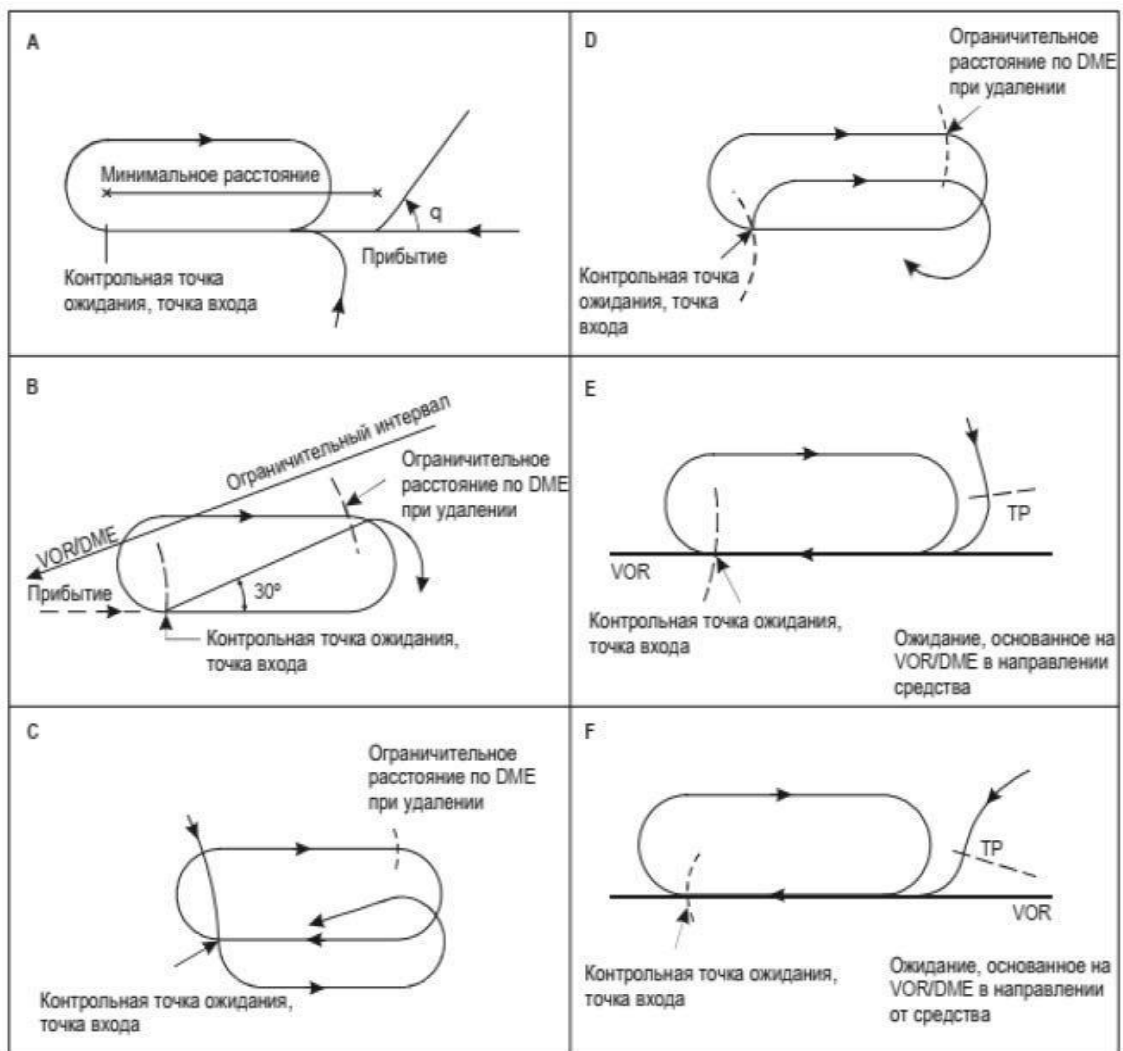 A
Минимальное расстояние
q
Прибытие
Контрольная точка
ожидания, точка входа
D
Ограничительное
расстояние по DME
при удалении
Контрольная точка
ожидания, точка
входа
B
Ограничительный интервал
VOR/DME
Ограничительное
расстояние по DME
при удалении
Прибытие
30º
Контрольная точка ожидания,
точка входа
E
TP
VOR
Контрольная точка ожидания,
точка входа
Ожидание, основанное на
VOR/DME в направлении
средства
C
Ограничительное
расстояние по DME
при удалении
Контрольная точка ожидания,
точка входа
F
TP
VOR
Контрольная точка ожидания,
точка входа
Ожидание, основанное на
VOR/DME в направлении
от средства